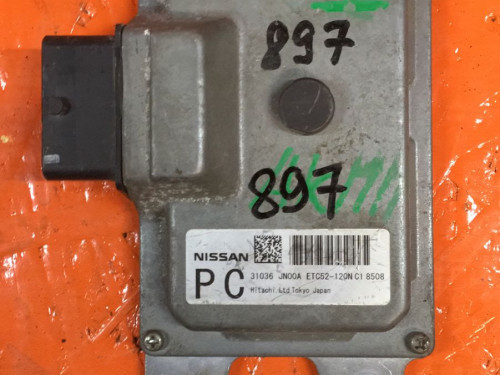 897
897
NISSAN
PC
31036 JN00A ETC52-120N C1 8508
Hitachi,Ltd.Tokyo Japan